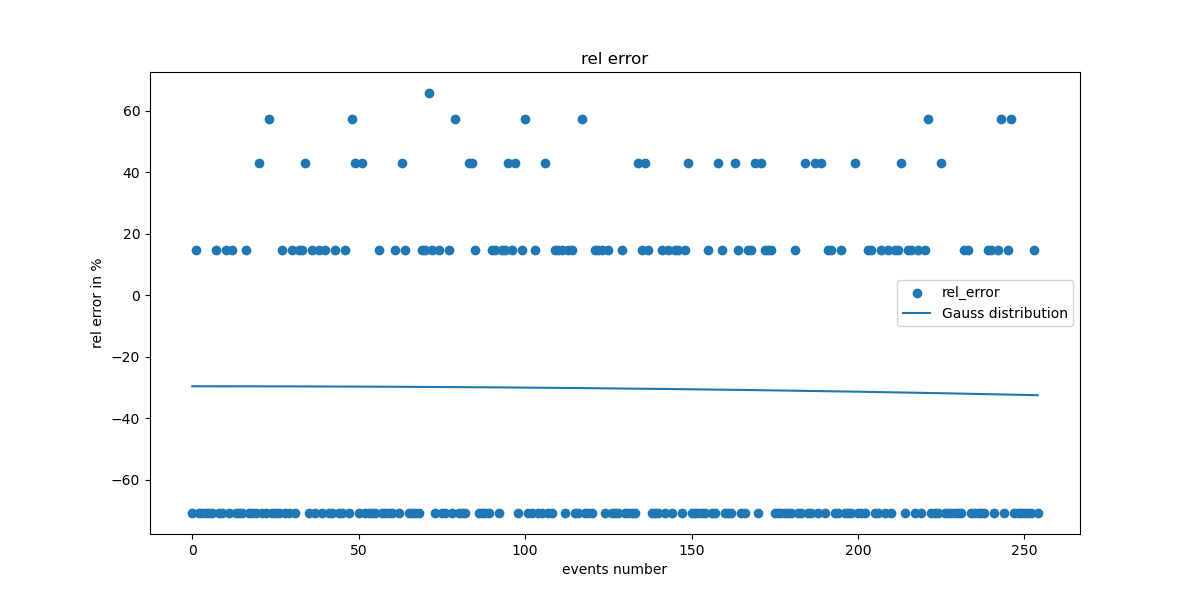 rel error
60
40
20
0
−20
−40
−60
rel error in %
rel_error
Gauss distribution
0
50
100
150
200
250
events number